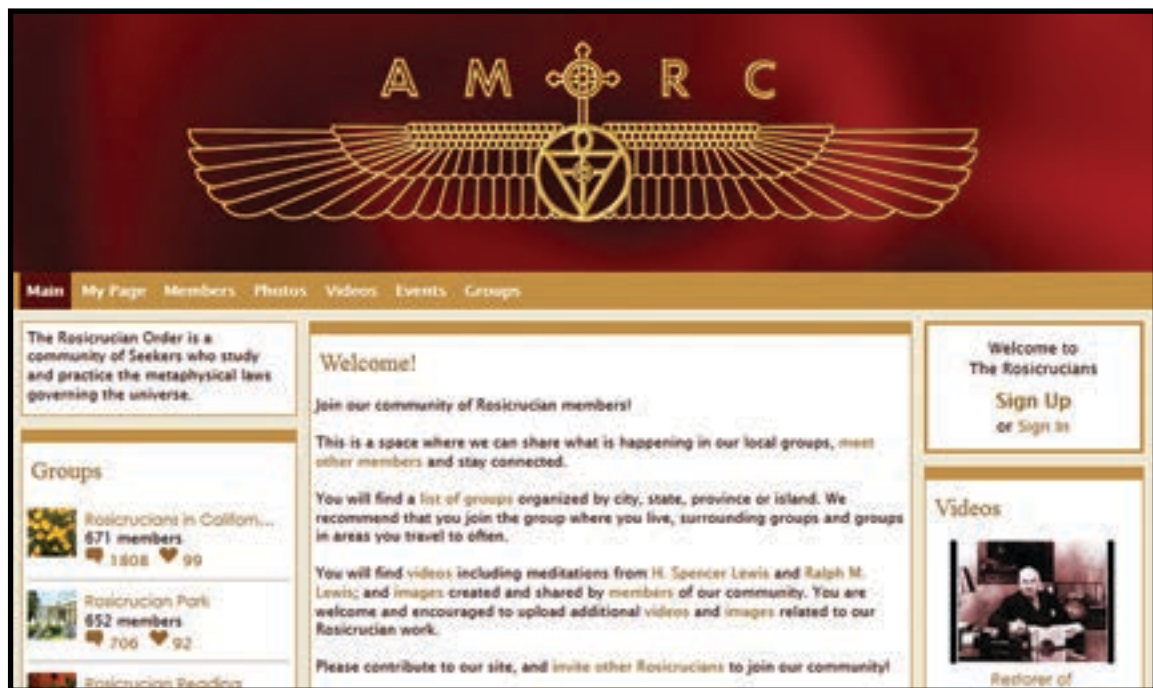 A M R C
Main My Page Members Photos Videos Events Groups
The Rosicrucian Order is a
community of Seekers who study
and practice the metaphysical laws
governing the universe.
Groups
Rosicrucians in Californ...
671 members
1808 99
Rosicrucian Park
652 members
706 92
Rosicrucian Reading
Welcome!
Join our community of Rosicrucian members!
This is a space where we can share what is happening in our local groups, meet
other members and stay connected.
You will find a list of groups organized by city, state, province or island. We
recommend that you join the group where you live, surrounding groups and groups
in areas you travel to often.
You will find videos including meditations from H. Spencer Lewis and Ralph M.
Lewis; and images created and shared by members of our community. You are
welcome and encouraged to upload additional videos and images related to our
Rosicrucian work.
Please contribute to our site, and invite other Rosicrucians to join our community!
Welcome to
The Rosicrucians
Sign Up
or Sign In
Videos
Restorer of